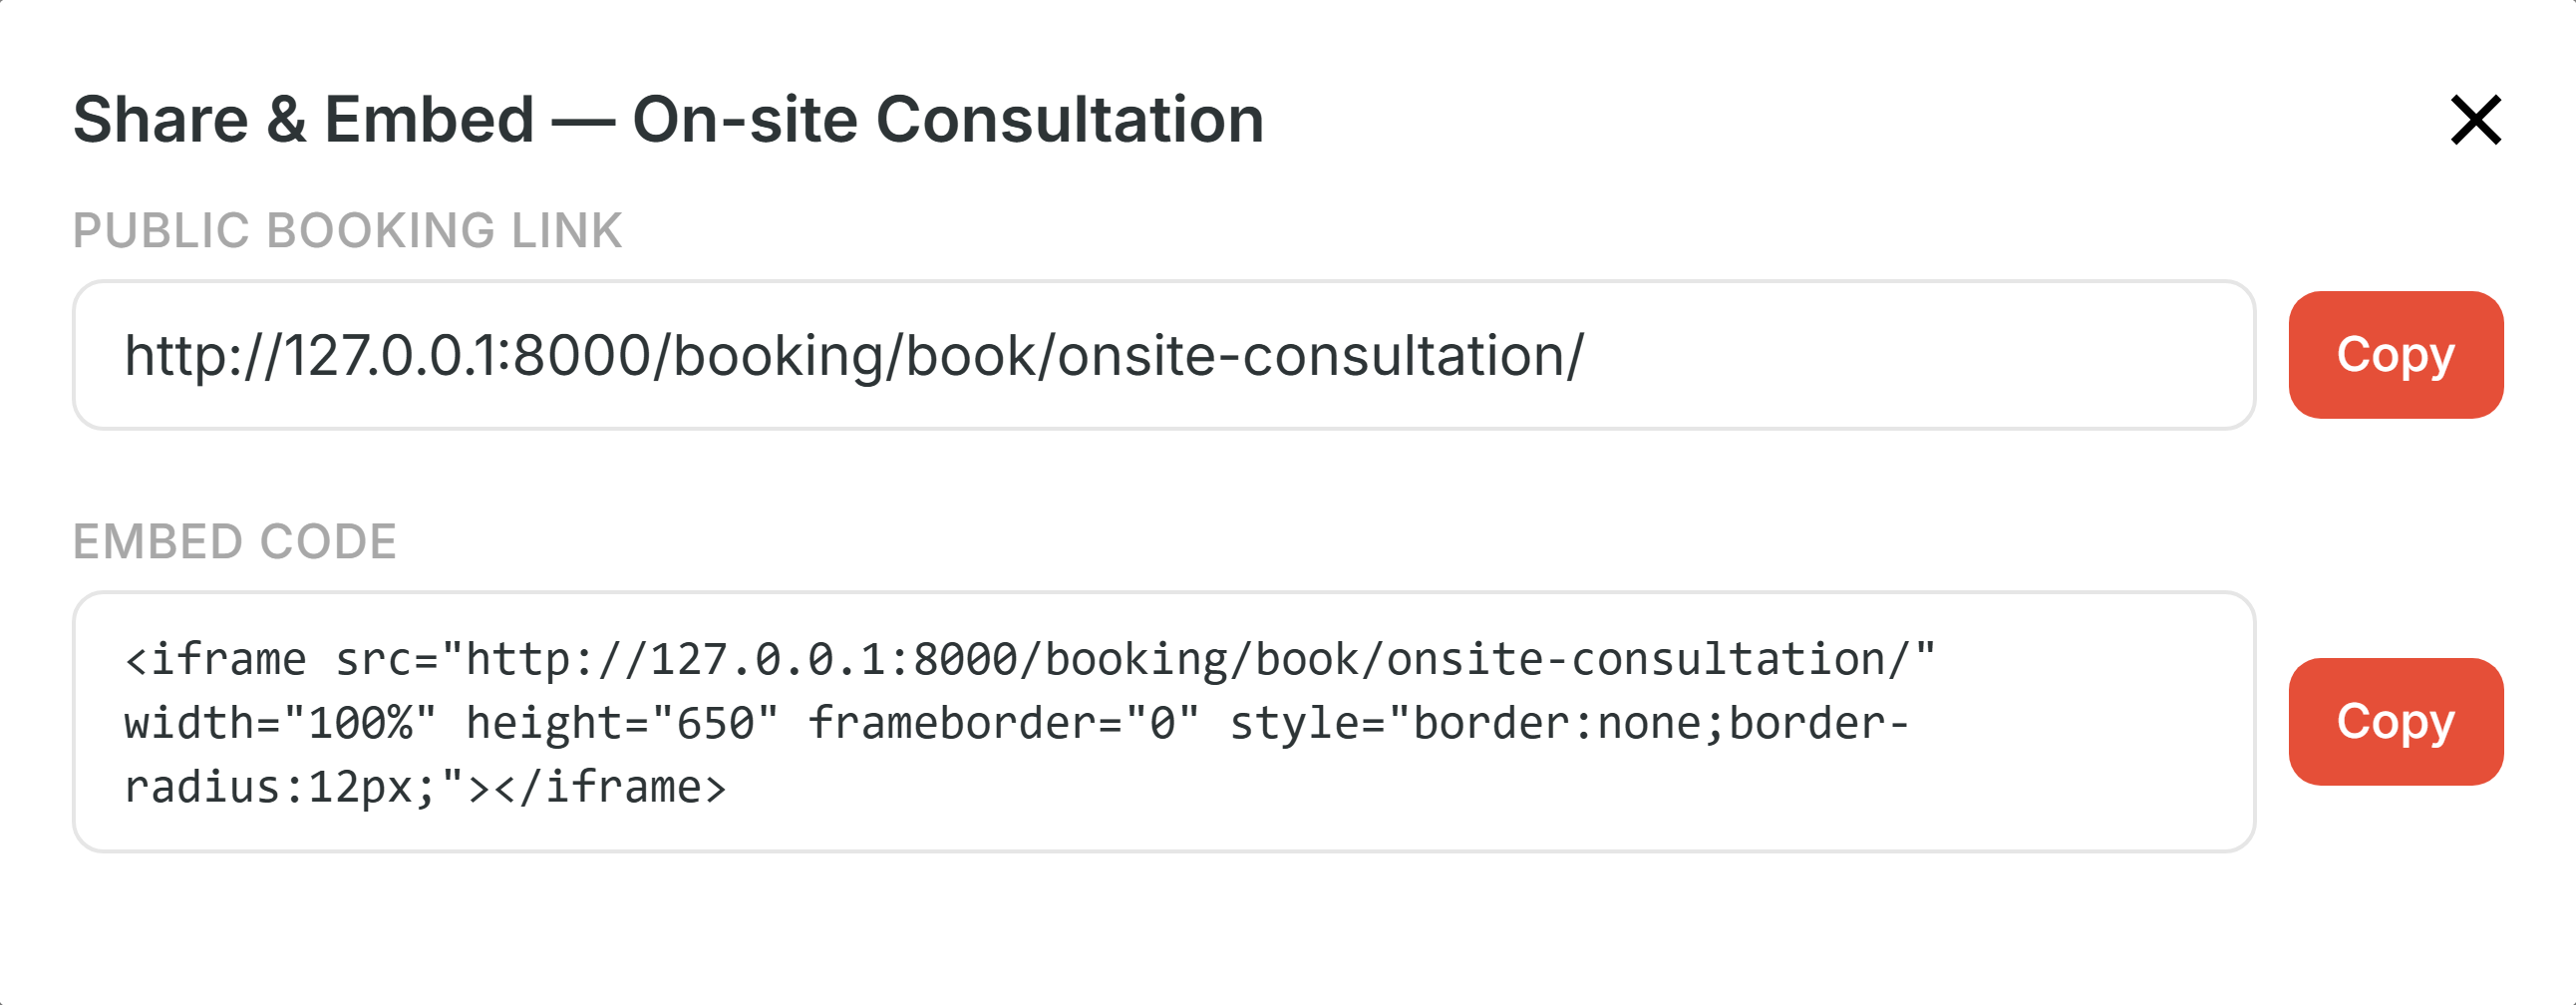 Share & Embed — On-site Consultation
PUBLIC BOOKING LINK
http://127.0.0.1:8000/booking/book/onsite-consultation/
Copy
EMBED CODE
<iframe src="http://127.0.0.1:8000/booking/book/onsite-consultation/"
width="100%" height="650" frameborder="0" style="border:none;border-
radius:12px;"></iframe>
Copy